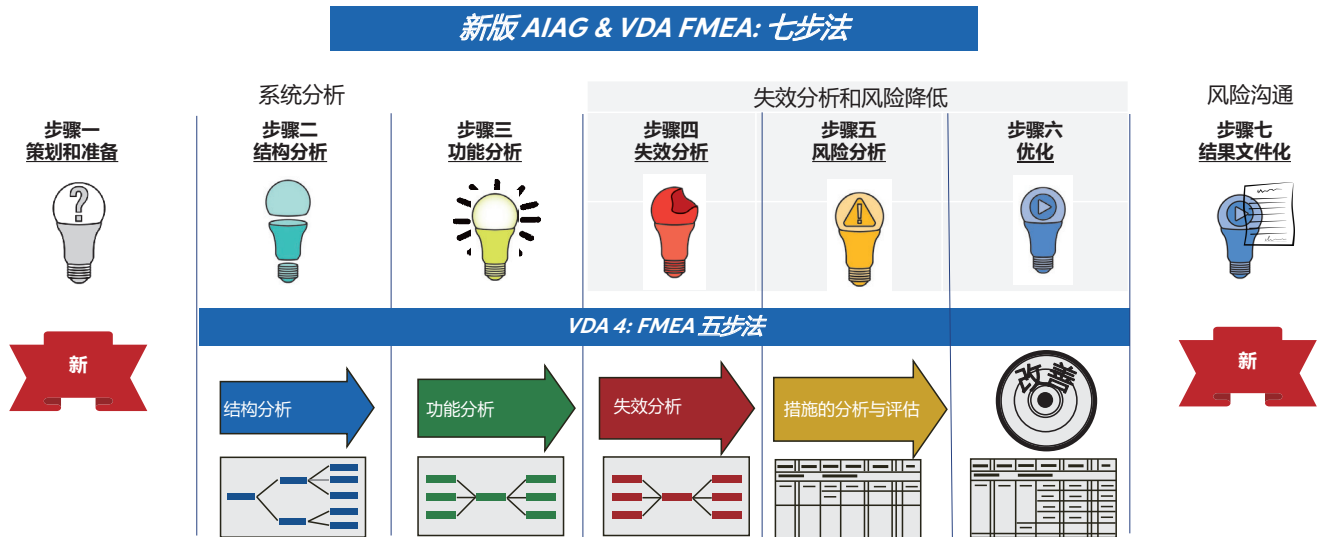 新版 AIAG & VDA FMEA: 七步法
系统分析
失效分析和风险降低
风险沟通
步骤一
策划和准备
步骤二
结构分析
步骤三
功能分析
步骤四
失效分析
步骤五
风险分析
步骤六
优化
步骤七
结果文件化
?
!
VDA 4: FMEA 五步法
新
新
结构分析
功能分析
失效分析
措施的分析与评估
改善